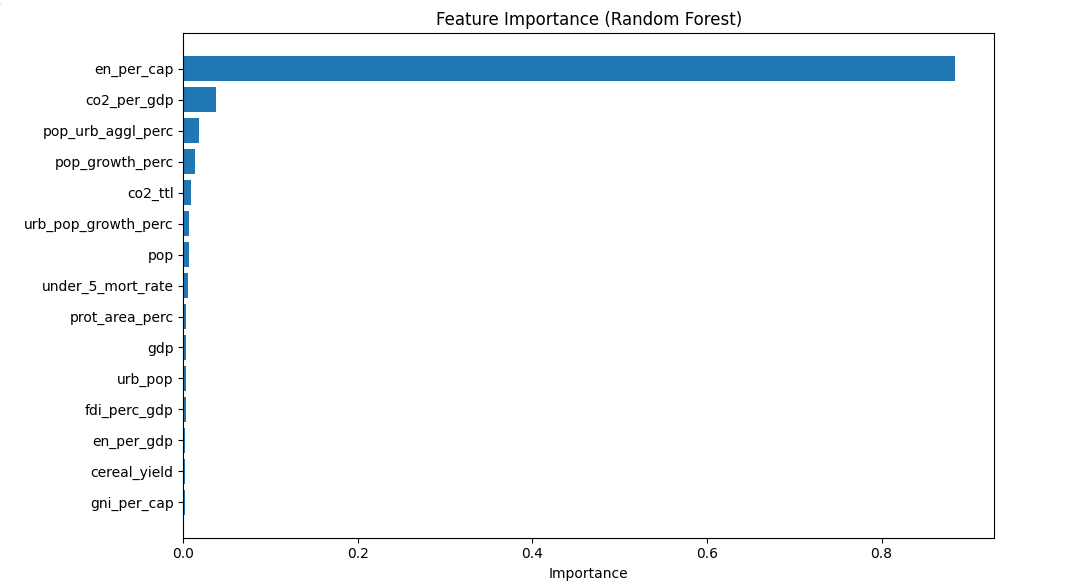 Feature Importance (Random Forest)
en_per_cap
co2_per_gdp
pop_urb_aggl_perc
pop_growth_perc
co2_ttl
urb_pop_growth_perc
pop
under_5_mort_rate
prot_area_perc
gdp
urb_pop
fdi_perc_gdp
en_per_gdp
cereal_yield
gni_per_cap
0.0 0.2 0.4 0.6 0.8
Importance